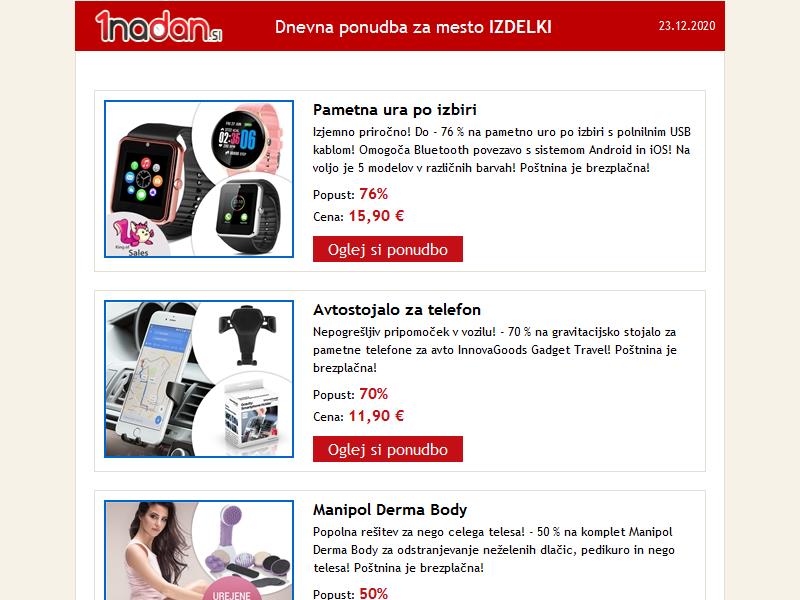 1nadan.si
Dnevna ponudba za mesto IZDELKI
23.12.2020
Pametna ura po izbiri
Izjemno priročno! Do - 76 % na pametno uro po izbiri s polnilnim USB
kablom! Omogoča Bluetooth povezavo s sistemom Android in iOS! Na
voljo je 5 modelov v različnih barvah! Poštnina je brezplačna!
Popust: 76%
Cena: 15,90 €
Oglej si ponudbo
King of
Sales
Avtostojalo za telefon
Nepogrešljiv pripomoček v vozilu! - 70 % na gravitacijsko stojalo za
pametne telefone za avto InnovaGoods Gadget Travel! Poštnina je
brezplačna!
Popust: 70%
Cena: 11,90 €
Oglej si ponudbo
Manipol Derma Body
Popolna rešitev za nego celega telesa! - 50 % na komplet Manipol
Derma Body za odstranjevanje neželenih dlačic, pedikuro in nego
telesa! Poštnina je brezplačna!
Popust: 50%
UREJENE